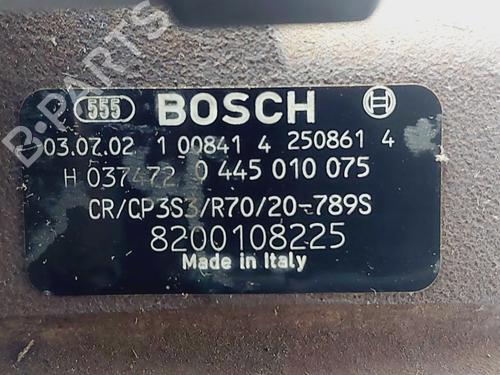 B-PARTS
555 BOSCH
03.07.02 1 00841 4 250861 4
H 037472 0 445 010 075
CR/CP3S3/R70/20-789S
8200108225
Made in Italy